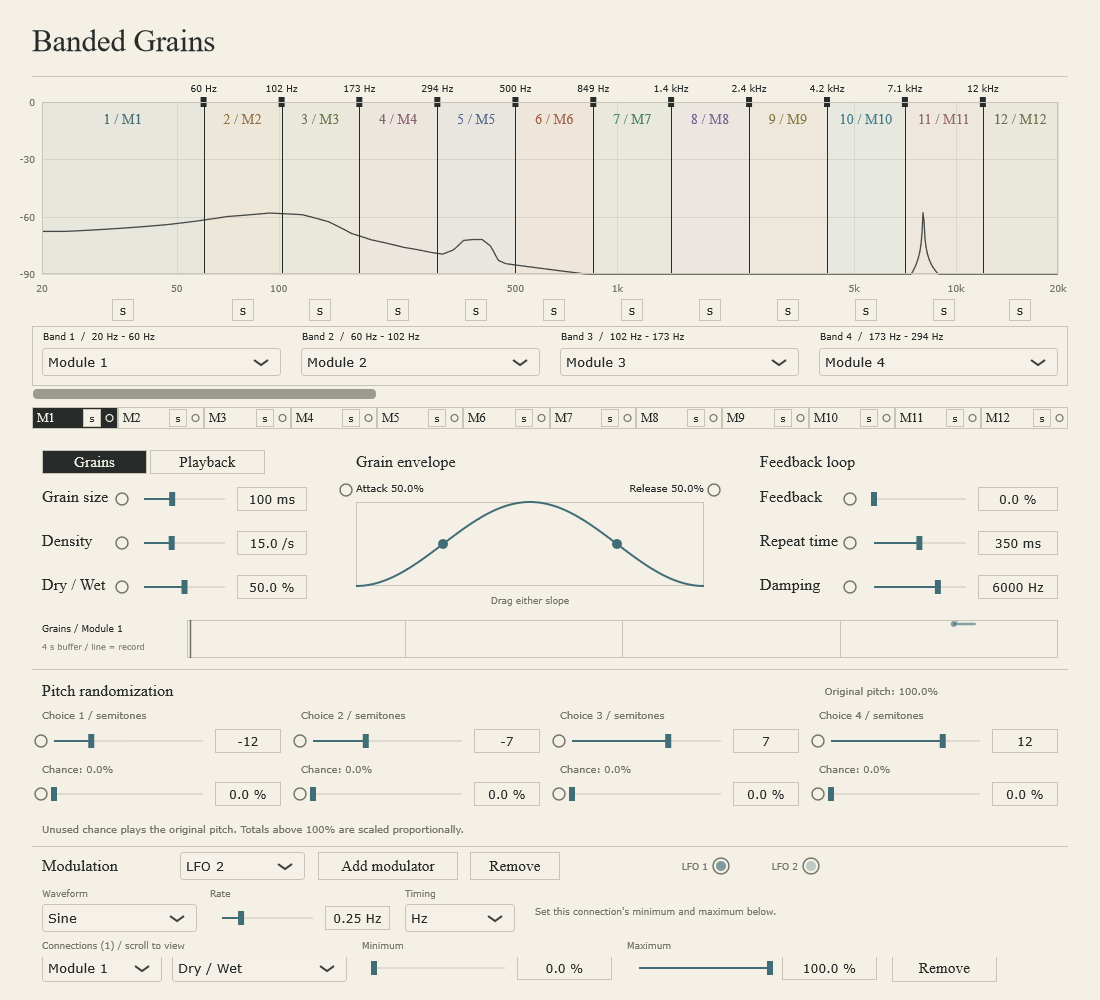 Banded Grains
60 Hz 102 Hz 173 Hz 294 Hz 500 Hz 849 Hz 1.4 kHz 2.4 kHz 4.2 kHz 7.1 kHz 12 kHz
0
1 / M1 2 / M2 3 / M3 4 / M4 5 / M5 6 / M6 7 / M7 8 / M8 9 / M9 10 / M10 11 / M11 12 / M12
-30
-60
-90
20 50 100 500 1k 5k 10k 20k
s s s s s s s s s s s s
Band 1 / 20 Hz - 60 Hz Band 2 / 60 Hz - 102 Hz Band 3 / 102 Hz - 173 Hz Band 4 / 173 Hz - 294 Hz
Module 1 Module 2 Module 3 Module 4
M1 s M2 s M3 s M4 s M5 s M6 s M7 s M8 s M9 s M10 s M11 s M12 s
Grains Playback Grain envelope Feedback loop
Attack 50.0% Release 50.0%
Grain size 100 ms Feedback 0.0 %
Density 15.0 /s Repeat time 350 ms
Dry / Wet 50.0 % Damping 6000 Hz
Drag either slope
Grains / Module 1
4 s buffer / line = record
Pitch randomization Original pitch: 100.0%
Choice 1 / semitones Choice 2 / semitones Choice 3 / semitones Choice 4 / semitones
-12 -7 7 12
Chance: 0.0% Chance: 0.0% Chance: 0.0% Chance: 0.0%
0.0 % 0.0 % 0.0 % 0.0 %
Unused chance plays the original pitch. Totals above 100% are scaled proportionally.
Modulation LFO 2 Add modulator Remove LFO 1 LFO 2
Waveform Rate Timing
Sine 0.25 Hz Hz Set this connection's minimum and maximum below.
Connections (1) / scroll to view Minimum Maximum
Module 1 Dry / Wet 0.0 % 100.0 % Remove